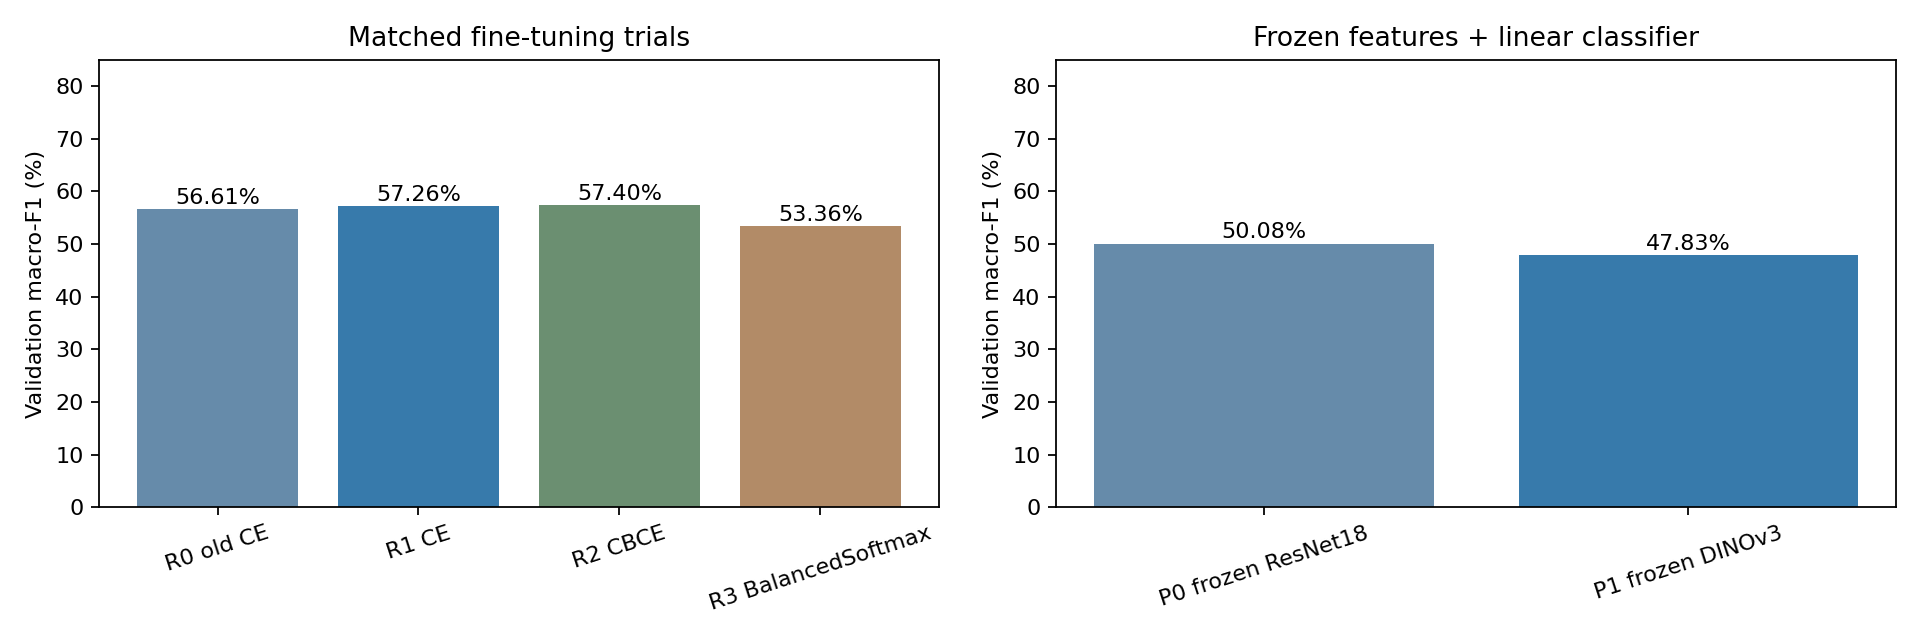 Matched fine-tuning trials
Validation macro-F1 (%)
80
70
60
50
40
30
20
10
0
56.61%
57.26%
57.40%
53.36%
R0 old CE
R1 CE
R2 CBCE
R3 BalancedSoftmax
Frozen features + linear classifier
Validation macro-F1 (%)
80
70
60
50
40
30
20
10
0
50.08%
47.83%
P0 frozen ResNet18
P1 frozen DINOv3